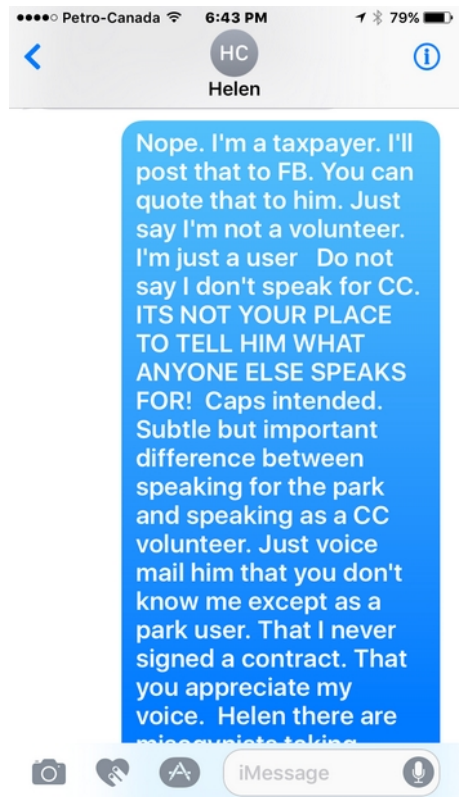 Petro-Canada 6:43 PM 79%
HC
Helen
Nope. I'm a taxpayer. I'll
post that to FB. You can
quote that to him. Just
say I'm not a volunteer.
I'm just a user   Do not
say I don't speak for CC.
ITS NOT YOUR PLACE
TO TELL HIM WHAT
ANYONE ELSE SPEAKS
FOR!  Caps intended.
Subtle but important
difference between
speaking for the park
and speaking as a CC
volunteer. Just voice
mail him that you don't
know me except as a
park user. That I never
signed a contract. That
you appreciate my
voice.  Helen there are
misogynists taking
iMessage